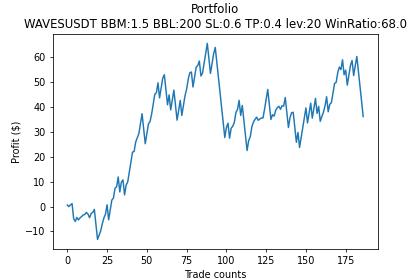 Portfolio
WAVESUSDT BBM:1.5 BBL:200 SL:0.6 TP:0.4 lev:20 WinRatio:68.0
60
50
40
30
20
10
0
−10
Profit ($)
0 25 50 75 100 125 150 175
Trade counts